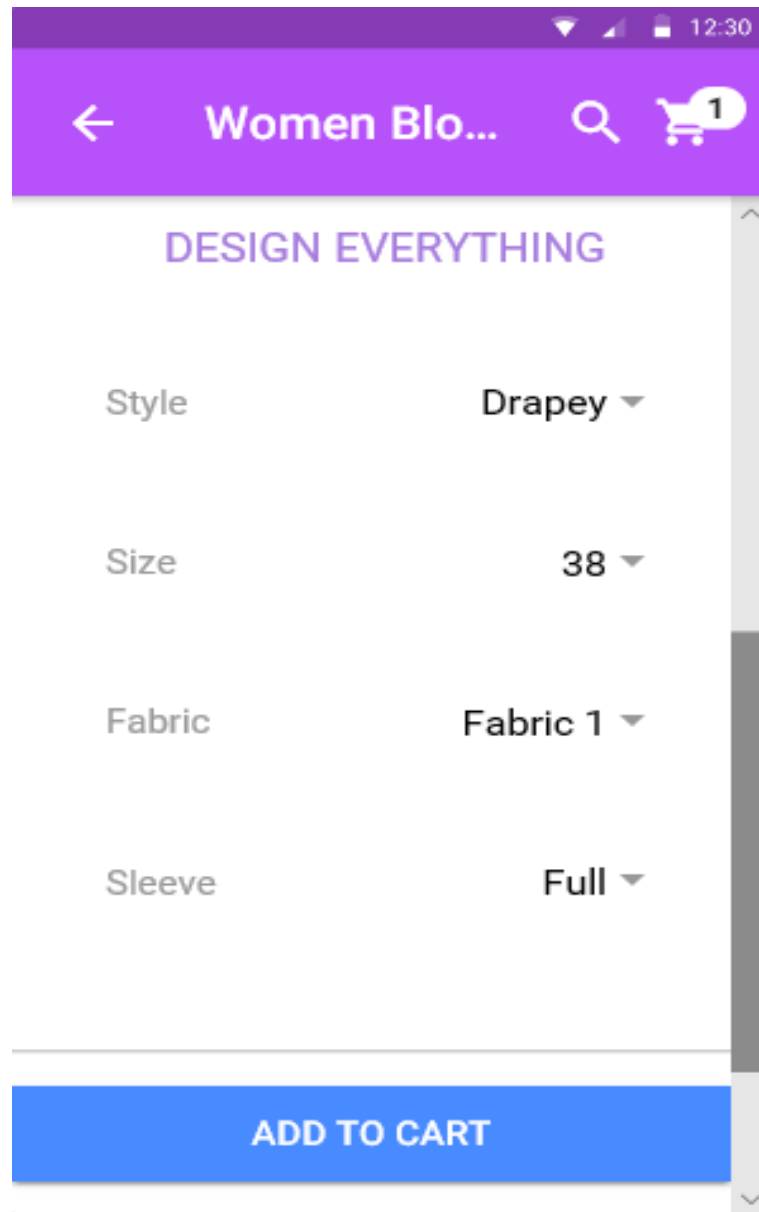 12:30
Women Blo... 1
DESIGN EVERYTHING
Style Drapey
Size 38
Fabric Fabric 1
Sleeve Full
ADD TO CART